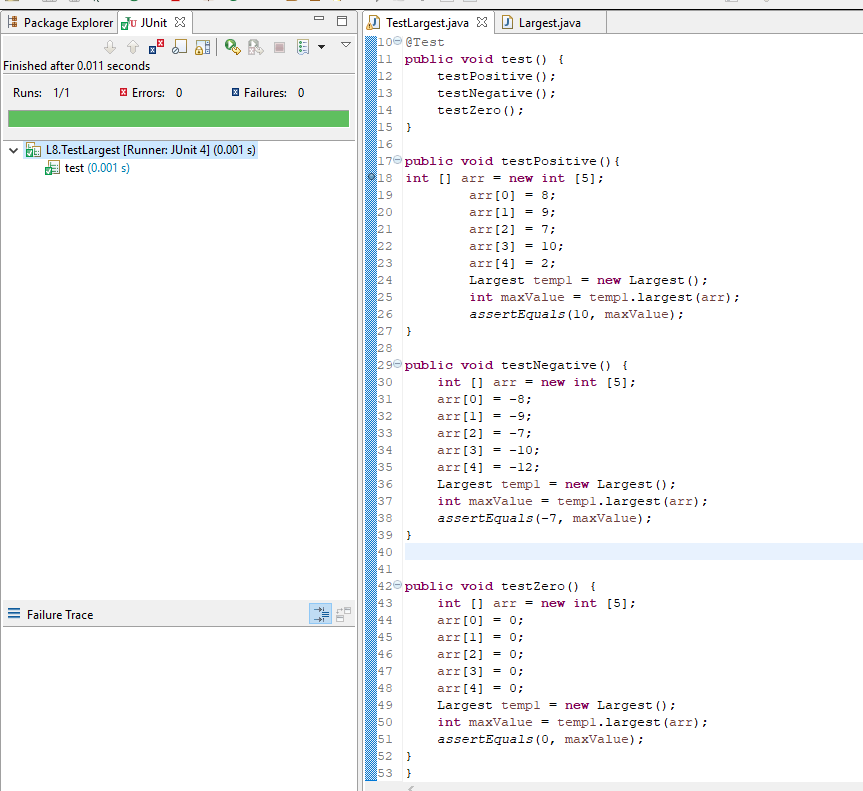 Package Explorer JUnit
Finished after 0.011 seconds
Runs: 1/1 Errors: 0 Failures: 0
L8.TestLargest [Runner: JUnit 4] (0.001 s)
test (0.001 s)
Failure Trace
TestLargest.java Largest.java
10 @Test
11 public void test() {
12 testPositive();
13 testNegative();
14 testZero();
15 }
16
17 public void testPositive(){
18 int [] arr = new int [5];
19 arr[0] = 8;
20 arr[1] = 9;
21 arr[2] = 7;
22 arr[3] = 10;
23 arr[4] = 2;
24 Largest temp1 = new Largest();
25 int maxValue = temp1.largest(arr);
26 assertEquals(10, maxValue);
27 }
28
29 public void testNegative() {
30 int [] arr = new int [5];
31 arr[0] = -8;
32 arr[1] = -9;
33 arr[2] = -7;
34 arr[3] = -10;
35 arr[4] = -12;
36 Largest temp1 = new Largest();
37 int maxValue = temp1.largest(arr);
38 assertEquals(-7, maxValue);
39 }
40
41
42 public void testZero() {
43 int [] arr = new int [5];
44 arr[0] = 0;
45 arr[1] = 0;
46 arr[2] = 0;
47 arr[3] = 0;
48 arr[4] = 0;
49 Largest temp1 = new Largest();
50 int maxValue = temp1.largest(arr);
51 assertEquals(0, maxValue);
52 }
53 }